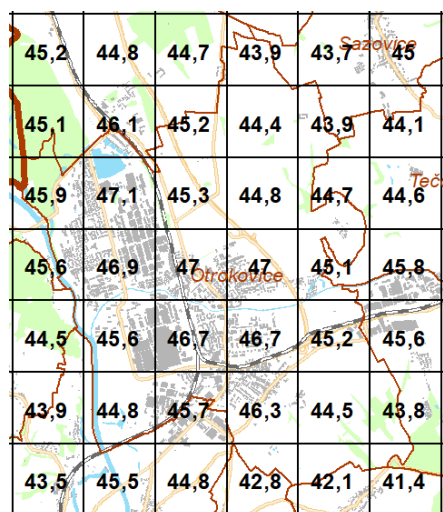 Sazovice
45,2 44,8 44,7 43,9 43,7 45
45,1 46,1 45,2 44,4 43,9 44,1
Teč
45,9 47,1 45,3 44,8 44,7 44,6
45,6 46,9 47 47 45,1 45,8
Otrokovice
44,5 45,6 46,7 46,7 45,2 45,6
43,9 44,8 45,7 46,3 44,5 43,8
43,5 45,5 44,8 42,8 42,1 41,4